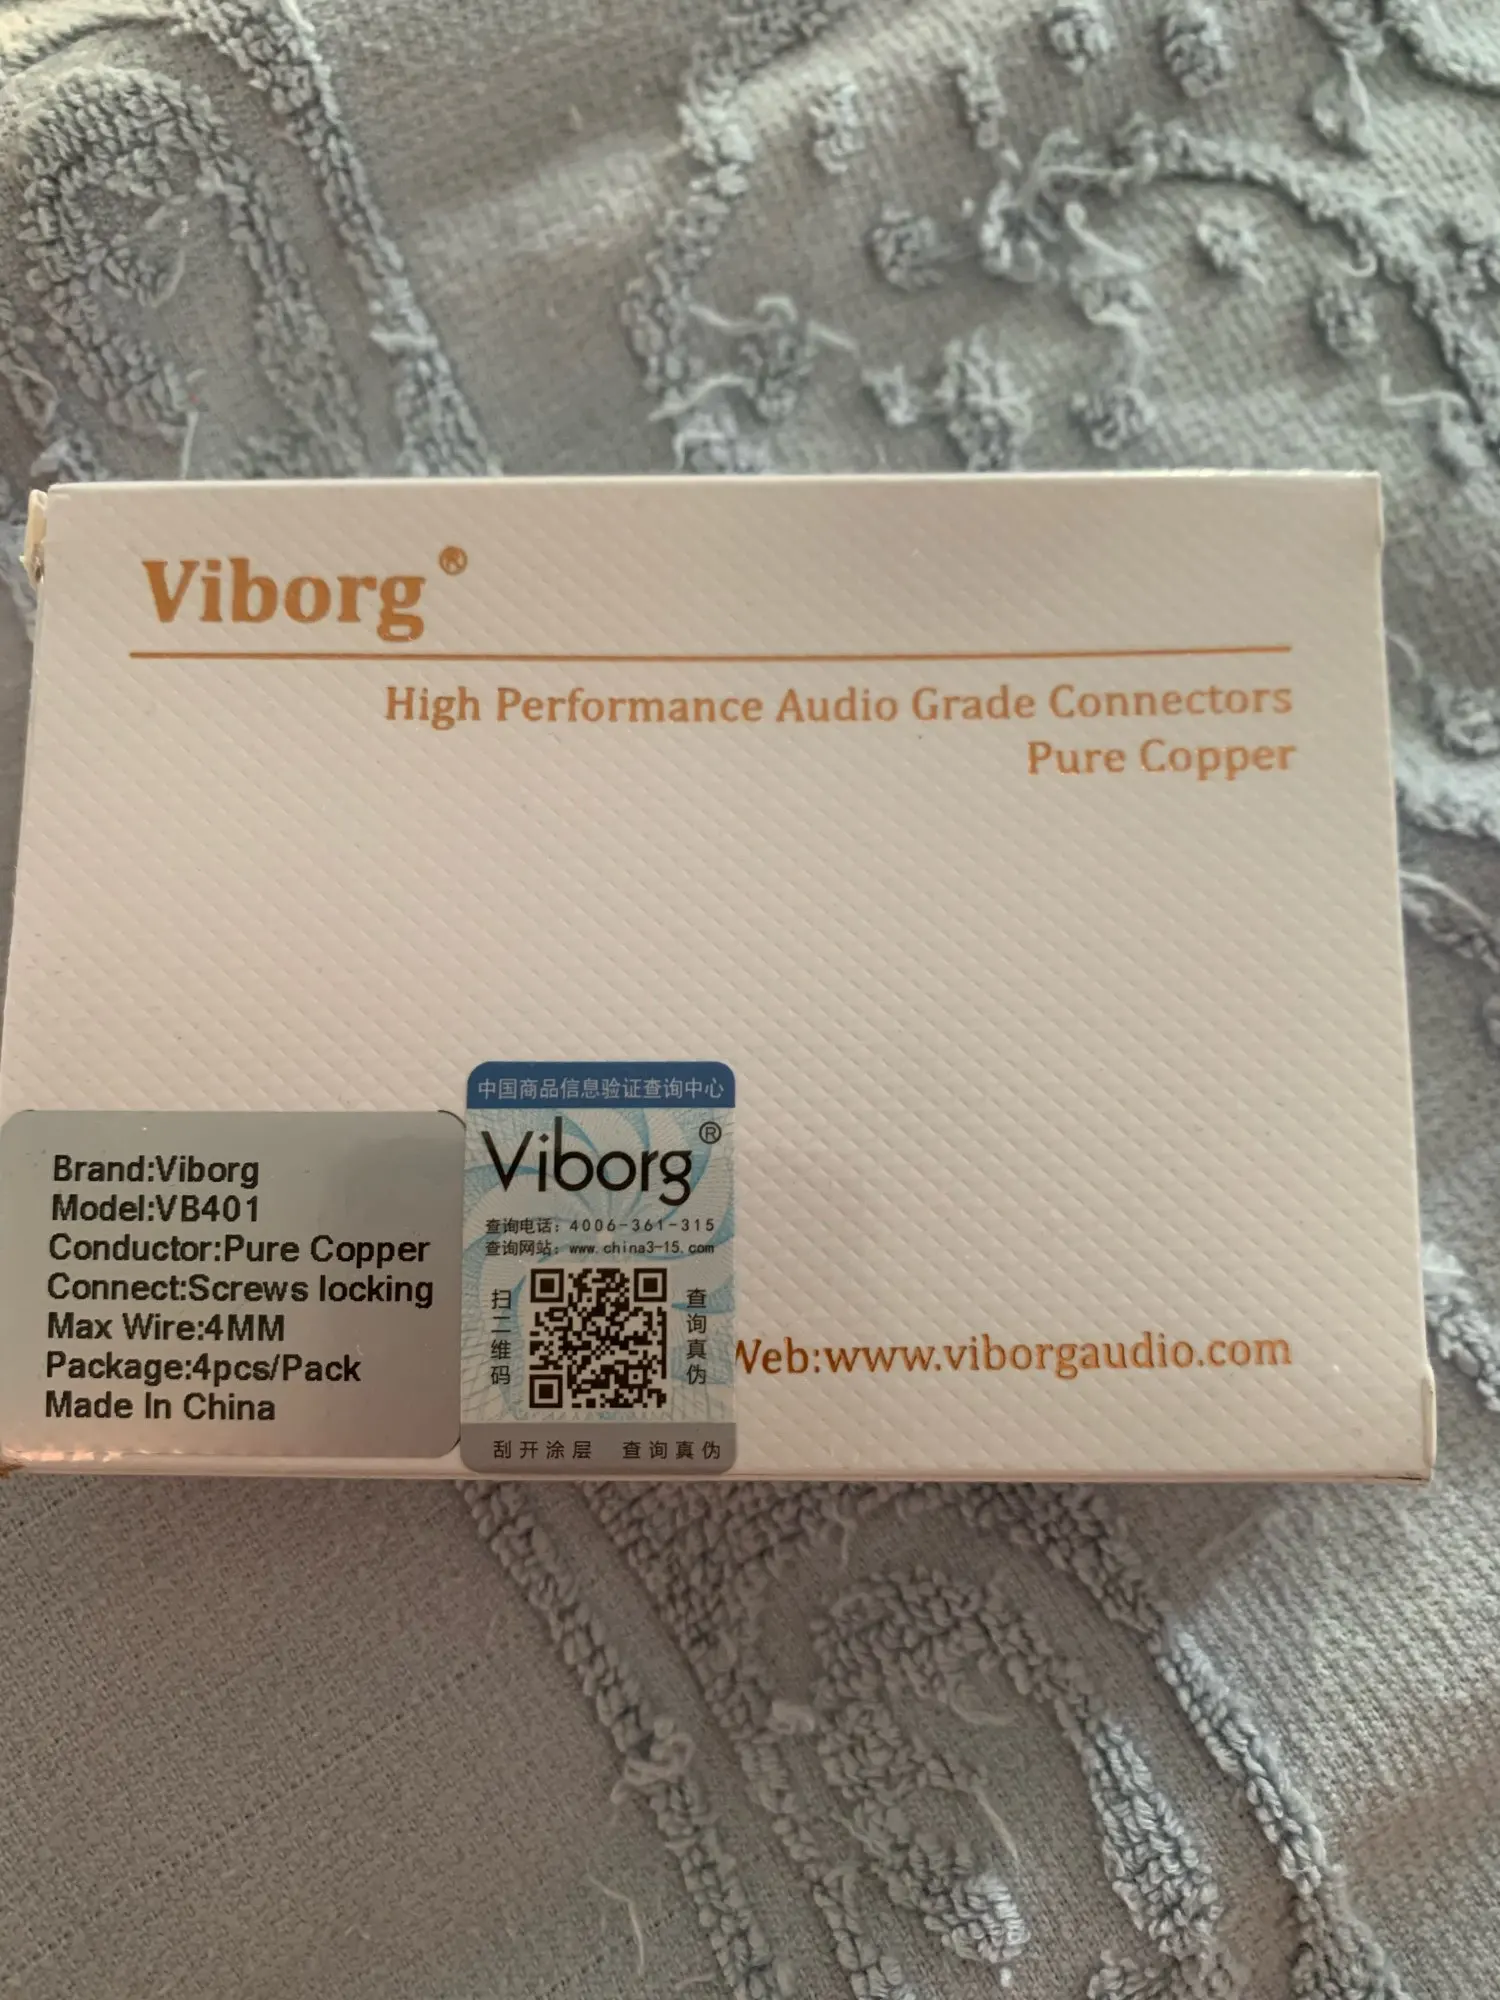 Viborg®
High Performance Audio Grade Connectors
Pure Copper
Brand:Viborg
Model:VB401
Conductor:Pure Copper
Connect:Screws locking
Max Wire:4MM
Package:4pcs/Pack
Made In China
中国商品信息验证查询中心
Viborg®
查询电话: 4006-361-315
查询网站: www.china3-15.com
扫二维码
查询真伪
刮开涂层 查询真伪
Web:www.viborgaudio.com